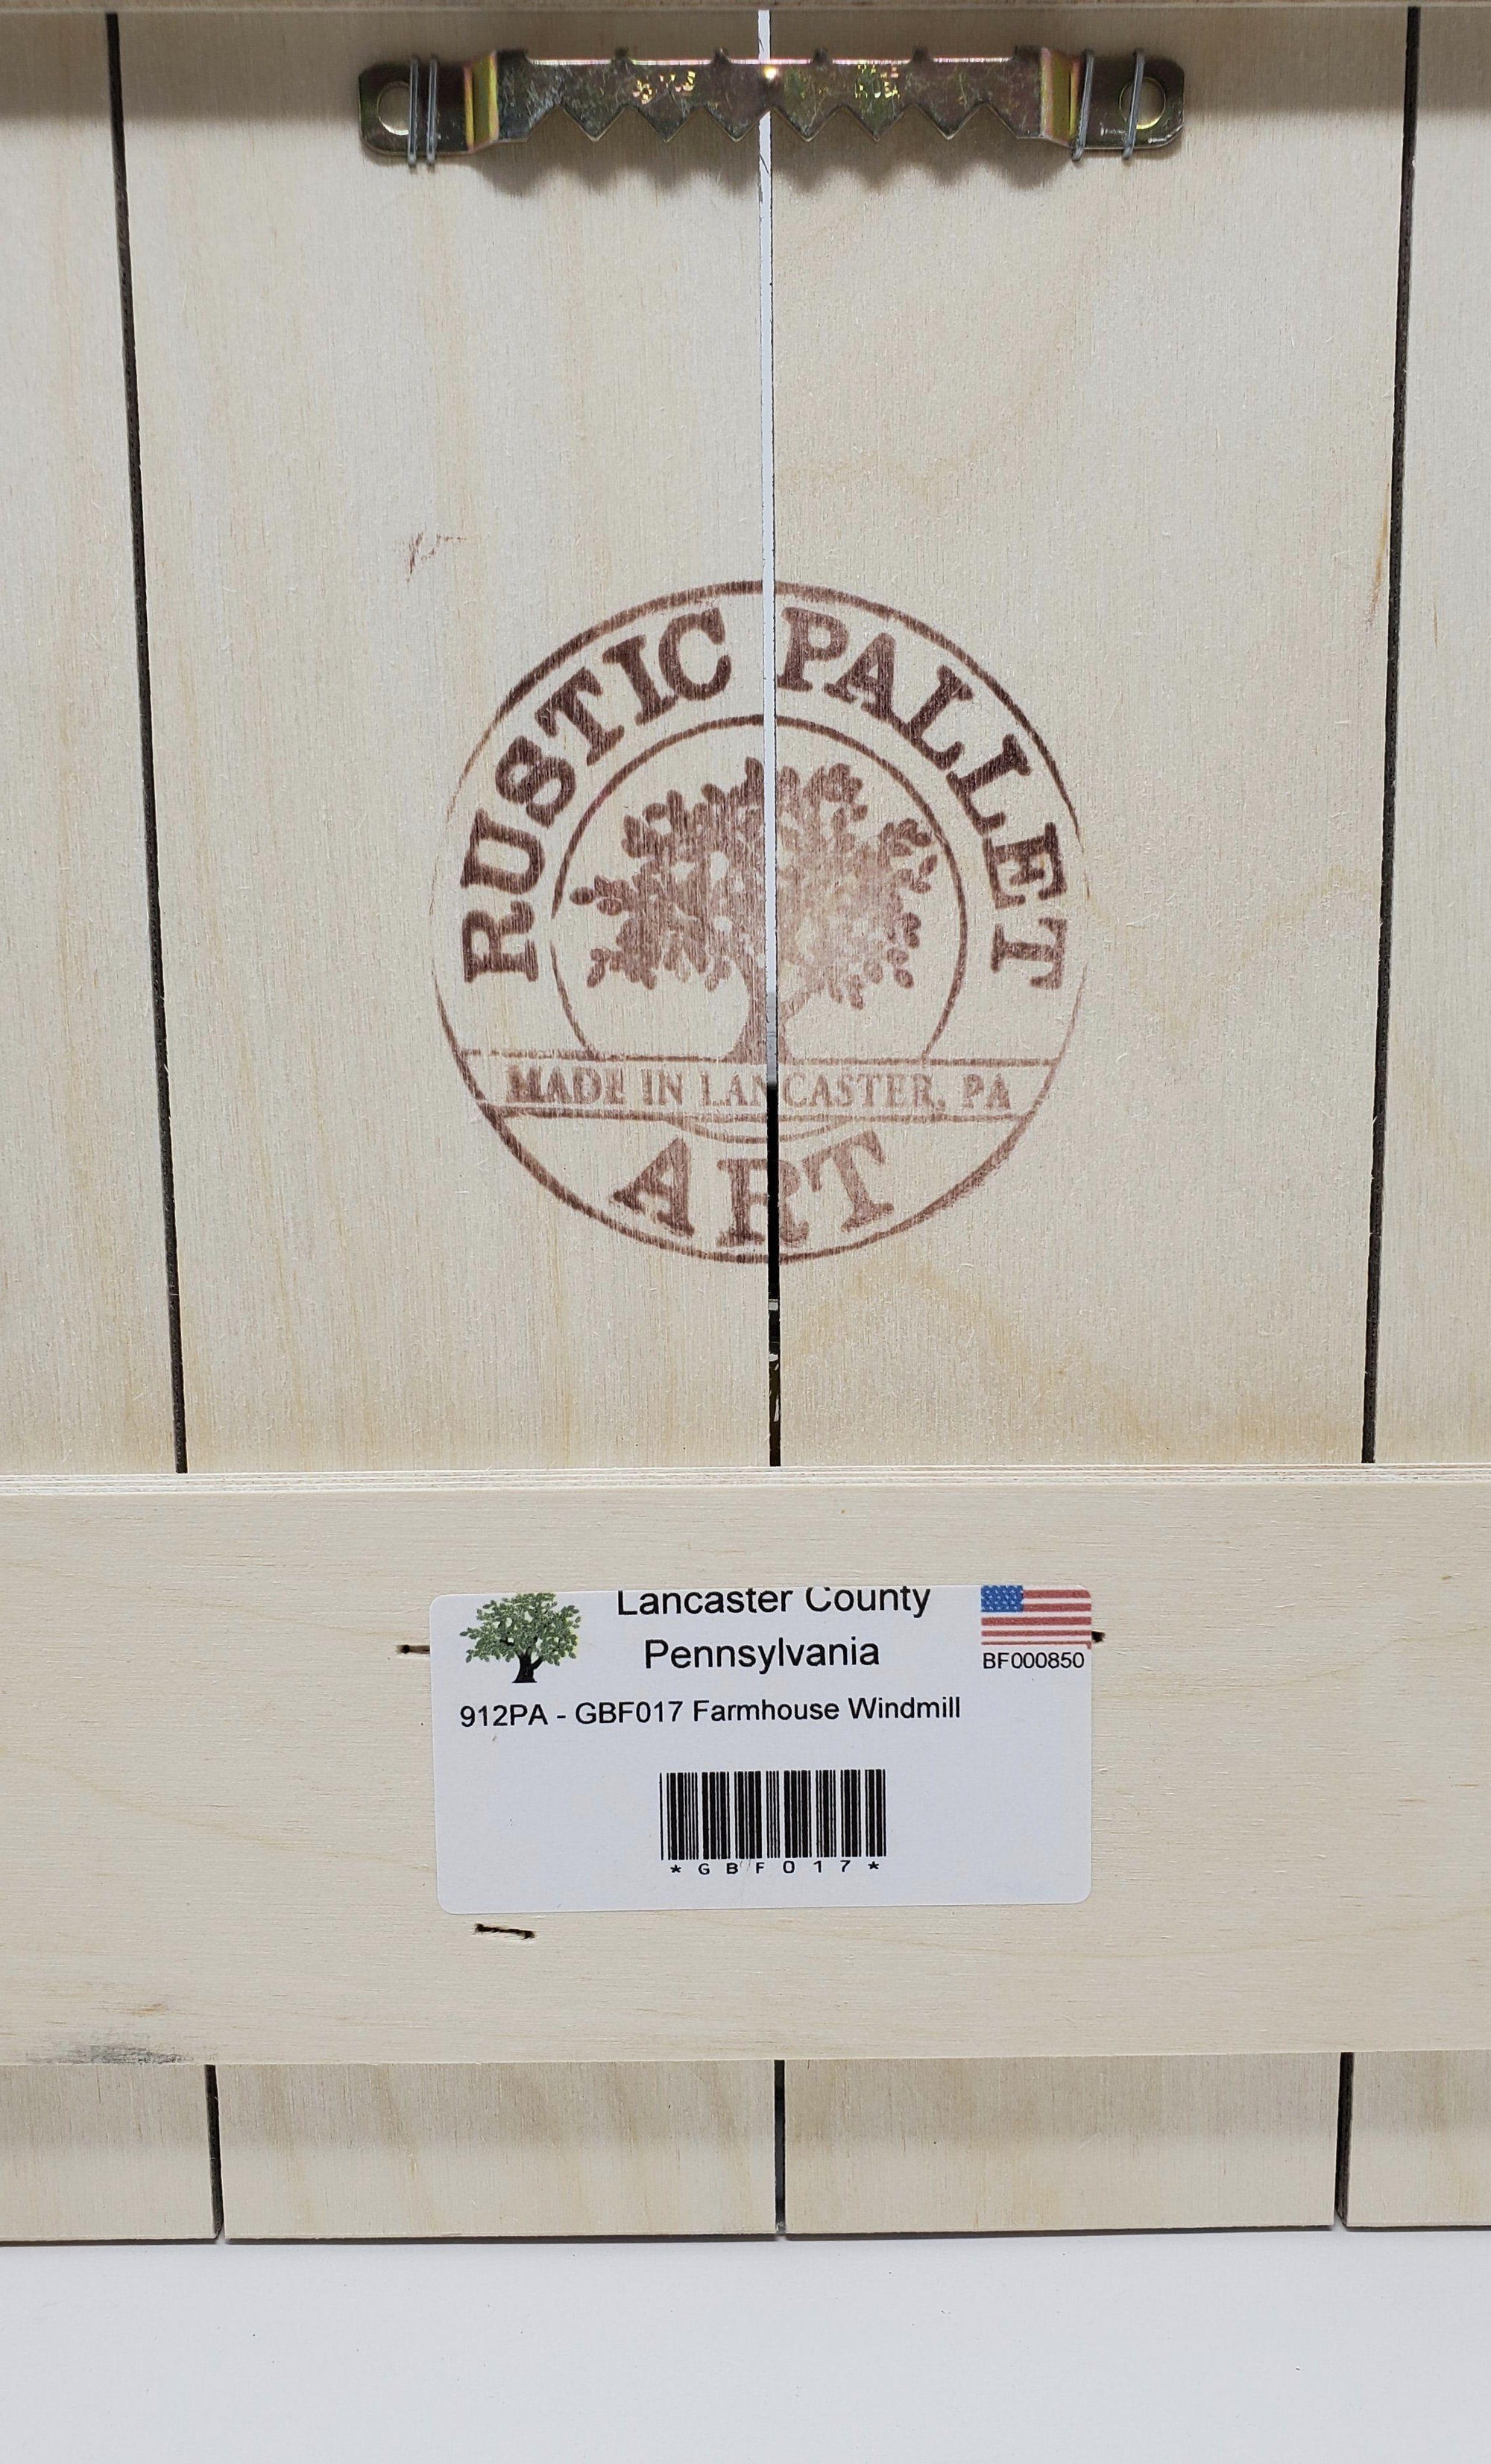 RUSTIC PALLET
MADE IN LANCASTER, PA
ART
Lancaster County
Pennsylvania
BF000850
912PA - GBF017 Farmhouse Windmill
*GBF017*